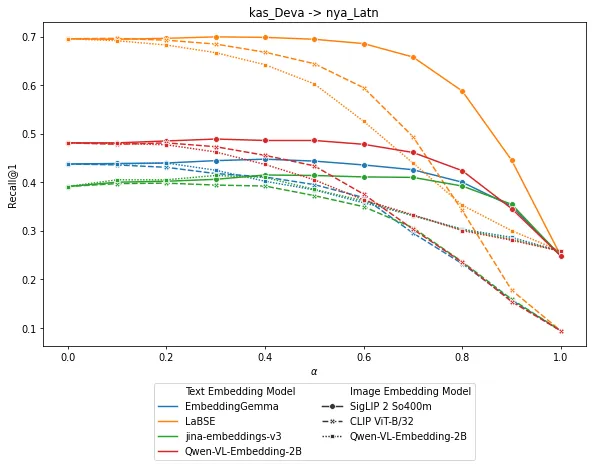 kas_Deva -> nya_Latn
Recall@1
0.7
0.6
0.5
0.4
0.3
0.2
0.1
0.0 0.2 0.4 0.6 0.8 1.0
α
Text Embedding Model
EmbeddingGemma
LaBSE
jina-embeddings-v3
Qwen-VL-Embedding-2B
Image Embedding Model
SigLIP 2 So400m
CLIP ViT-B/32
Qwen-VL-Embedding-2B